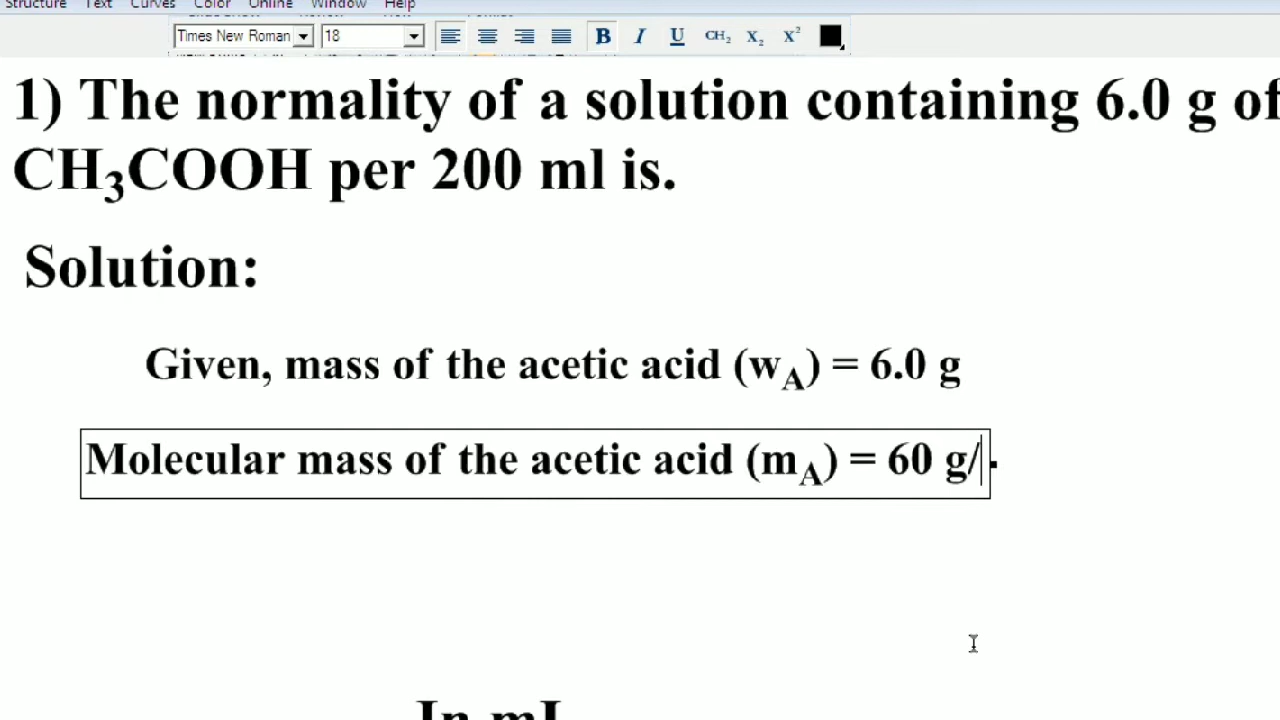 Structure Text Curves Color Online Window Help
Times New Roman 18 B I U CH₂ X₂ X²
1) The normality of a solution containing 6.0 g of
CH₃COOH per 200 ml is.
Solution:
Given, mass of the acetic acid (w_A) = 6.0 g
Molecular mass of the acetic acid (m_A) = 60 g/
In mL